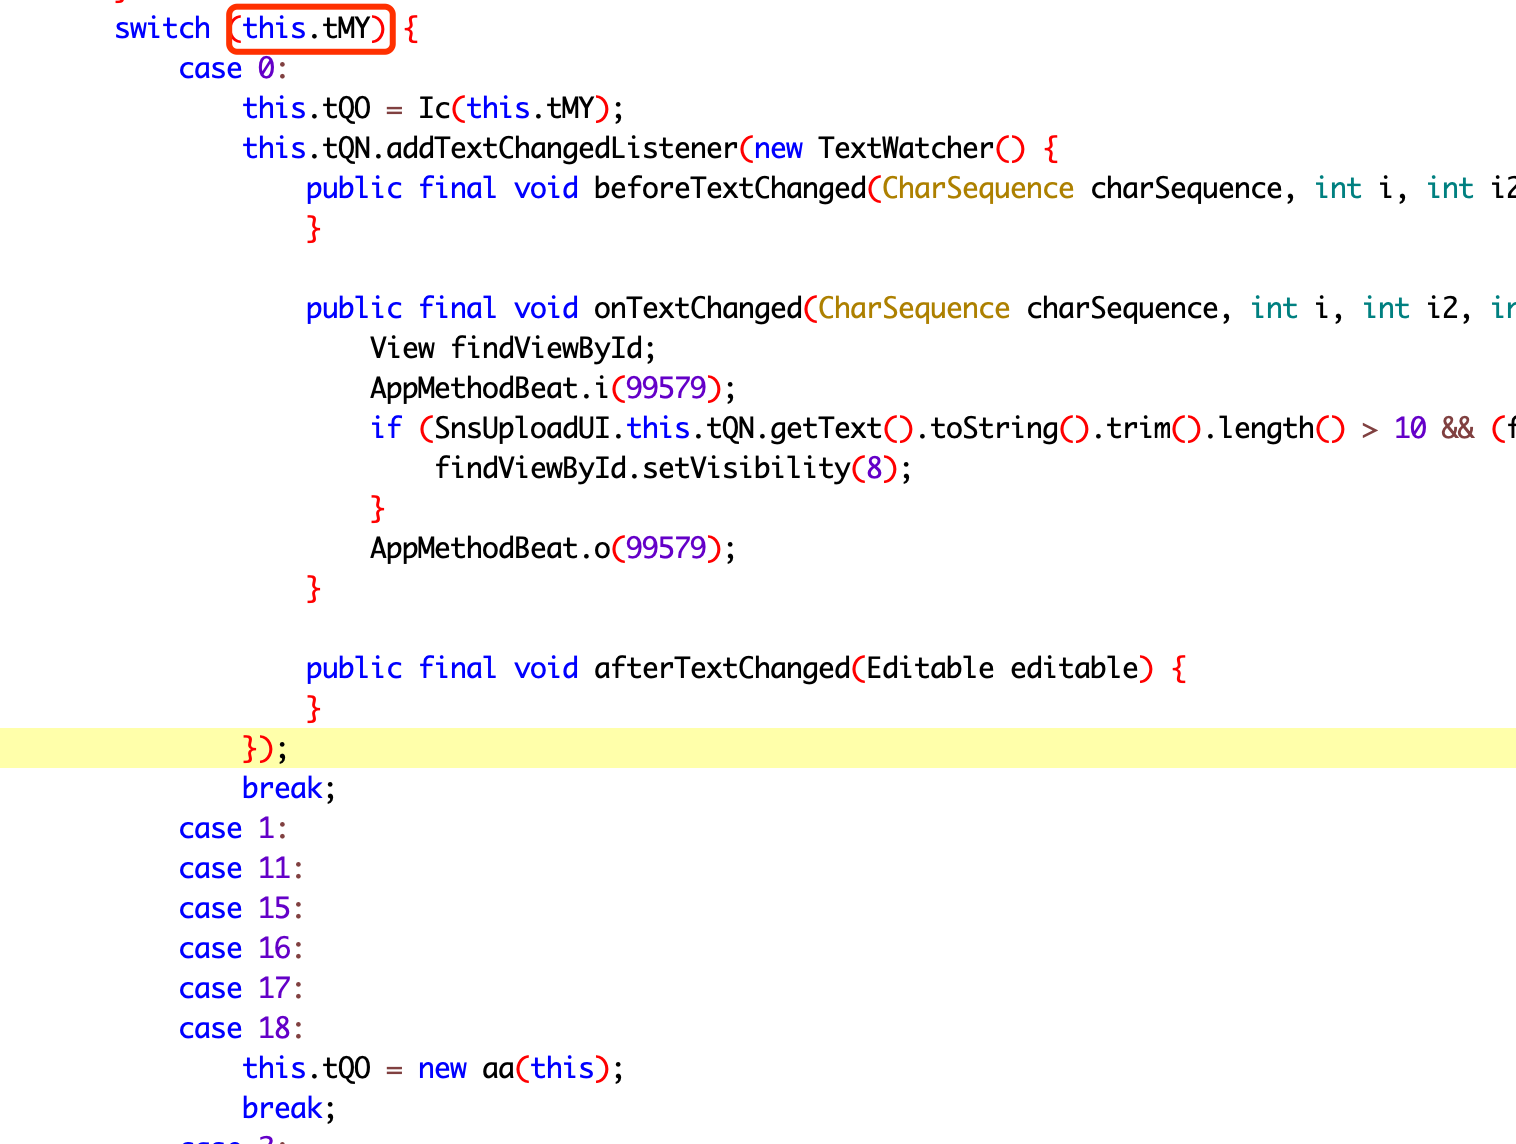 }
switch (this.tMY) {
case 0:
this.tQO = Ic(this.tMY);
this.tQN.addTextChangedListener(new TextWatcher() {
public final void beforeTextChanged(CharSequence charSequence, int i, int i2
}
public final void onTextChanged(CharSequence charSequence, int i, int i2, in
View findViewById;
AppMethodBeat.i(99579);
if (SnsUploadUI.this.tQN.getText().toString().trim().length() > 10 && (f
findViewById.setVisibility(8);
}
AppMethodBeat.o(99579);
}
public final void afterTextChanged(Editable editable) {
}
});
break;
case 1:
case 11:
case 15:
case 16:
case 17:
case 18:
this.tQO = new aa(this);
break;